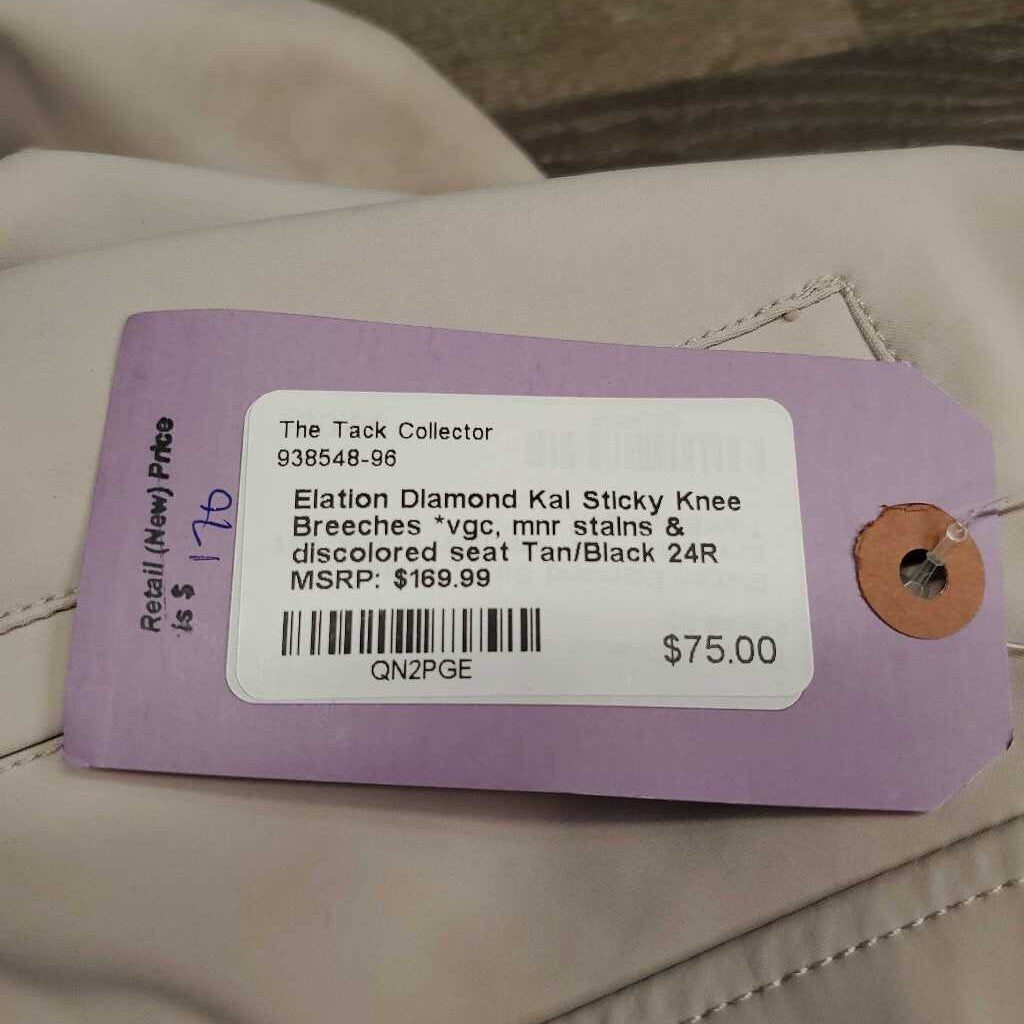 The Tack Collector
938548-96
Elation Diamond Kal Sticky Knee
Breeches *vgc, mnr stains &
discolored seat Tan/Black 24R
MSRP: $169.99
QN2PGE
$75.00
Retail (New) Price
is $ 170